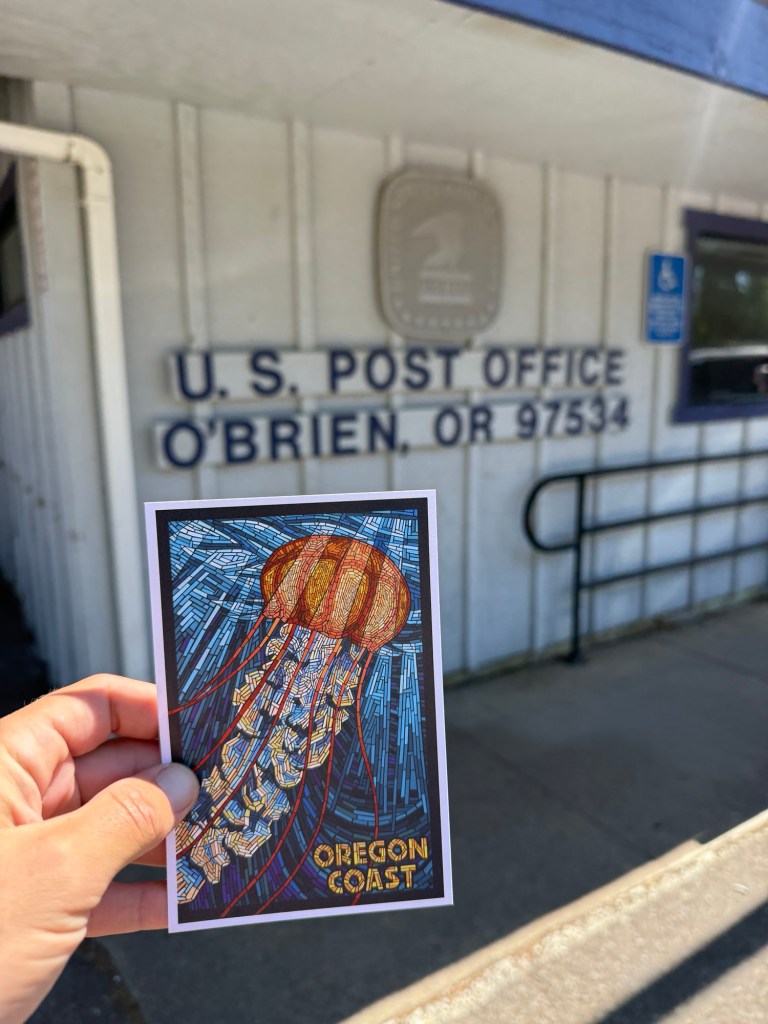 U. S. POST OFFICE
O'BRIEN, OR 97534
OREGON
COAST